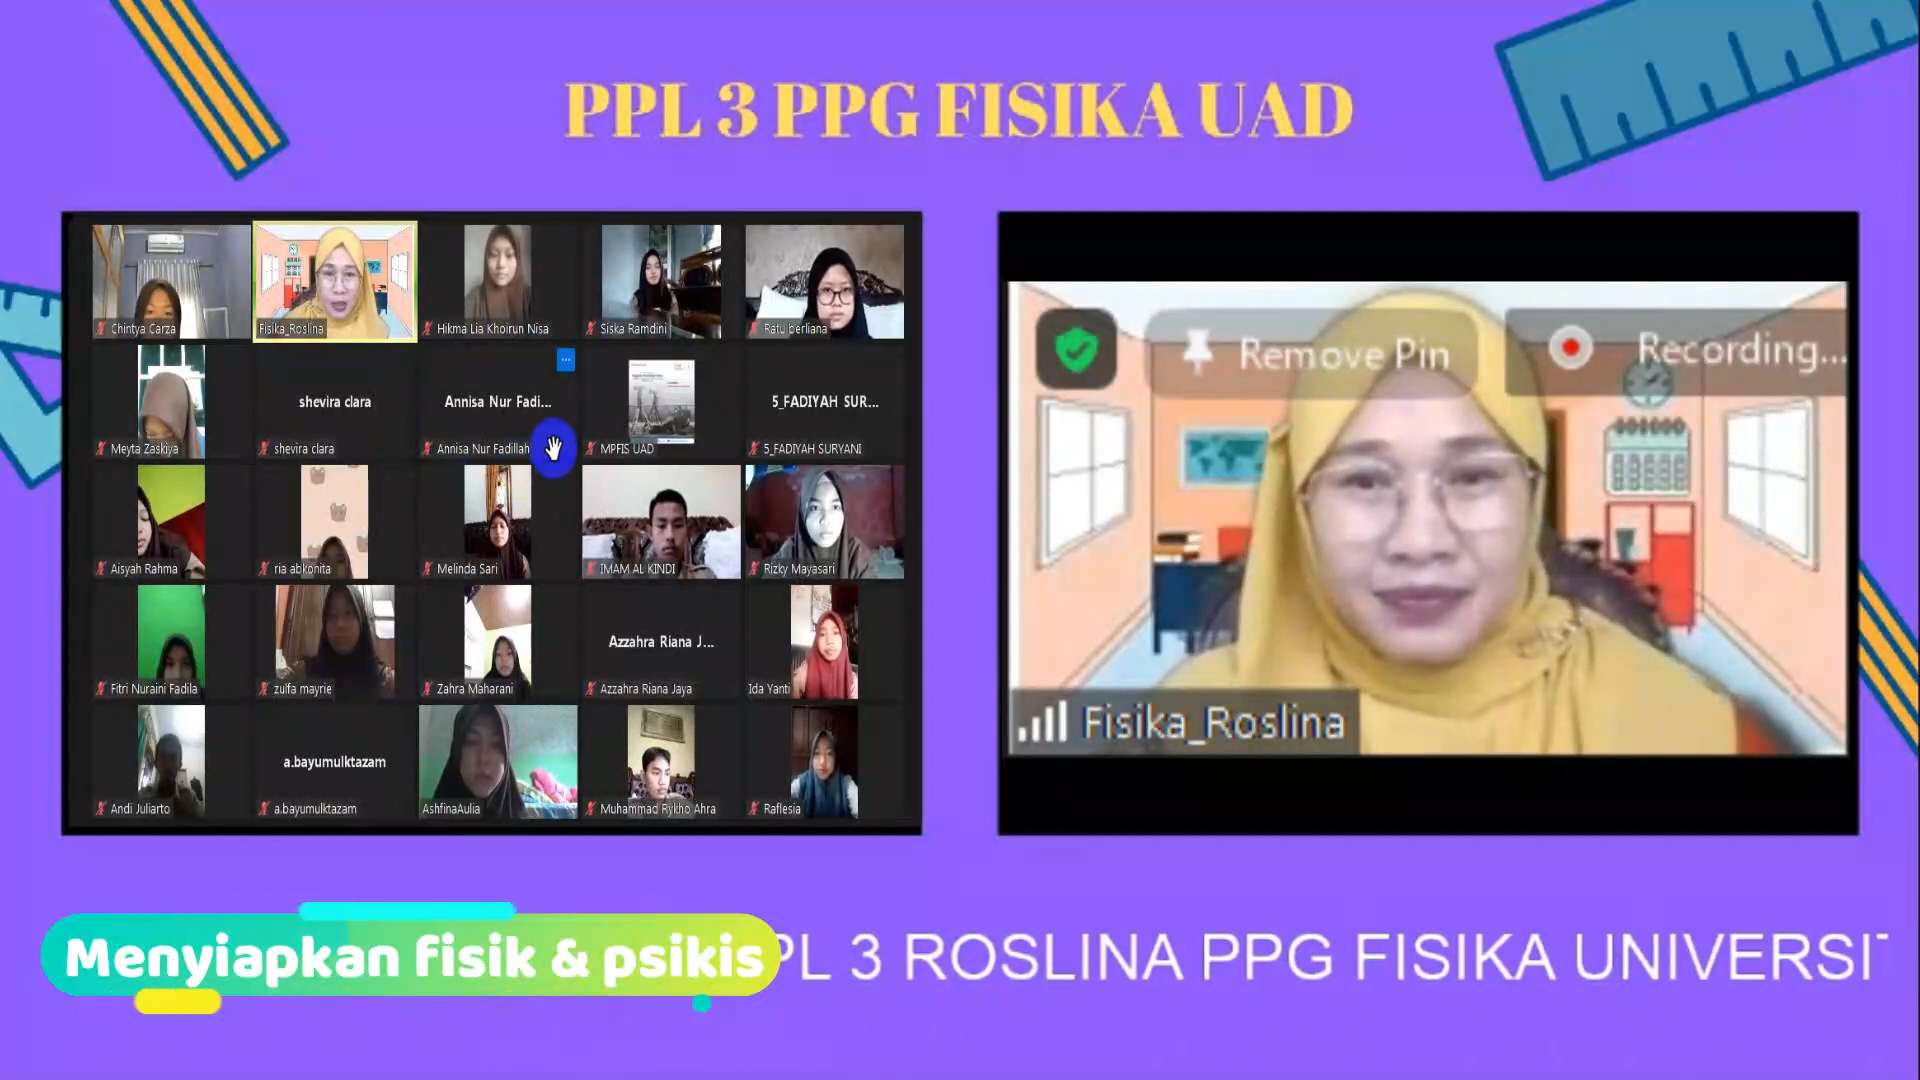 PPL 3 PPG FISIKA UAD
Chintya Carza
Fisika_Roslina
Hikma Lia Khoirun Nisa
Siska Ramdini
Ratu berliana
Meyta Zaskiya
shevira clara
shevira clara
Annisa Nur Fadi...
Annisa Nur Fadillah
MPFIS UAD
5_FADIYAH SUR...
5_FADIYAH SURYANI
Aisyah Rahma
ria abkonita
Melinda Sari
IMAM AL KINDI
Rizky Mayasari
Fitri Nuraini Fadila
zulfa mayrie
Zahra Maharani
Azzahra Riana J...
Azzahra Riana Jaya
Ida Yanti
Andi Juliarto
a.bayumulktazam
a.bayumulktazam
AshfinaAulia
Muhammad Rykho Ahra
Raflesia
Remove Pin
Recording...
Fisika_Roslina
Menyiapkan fisik & psikis
PL 3 ROSLINA PPG FISIKA UNIVERSI